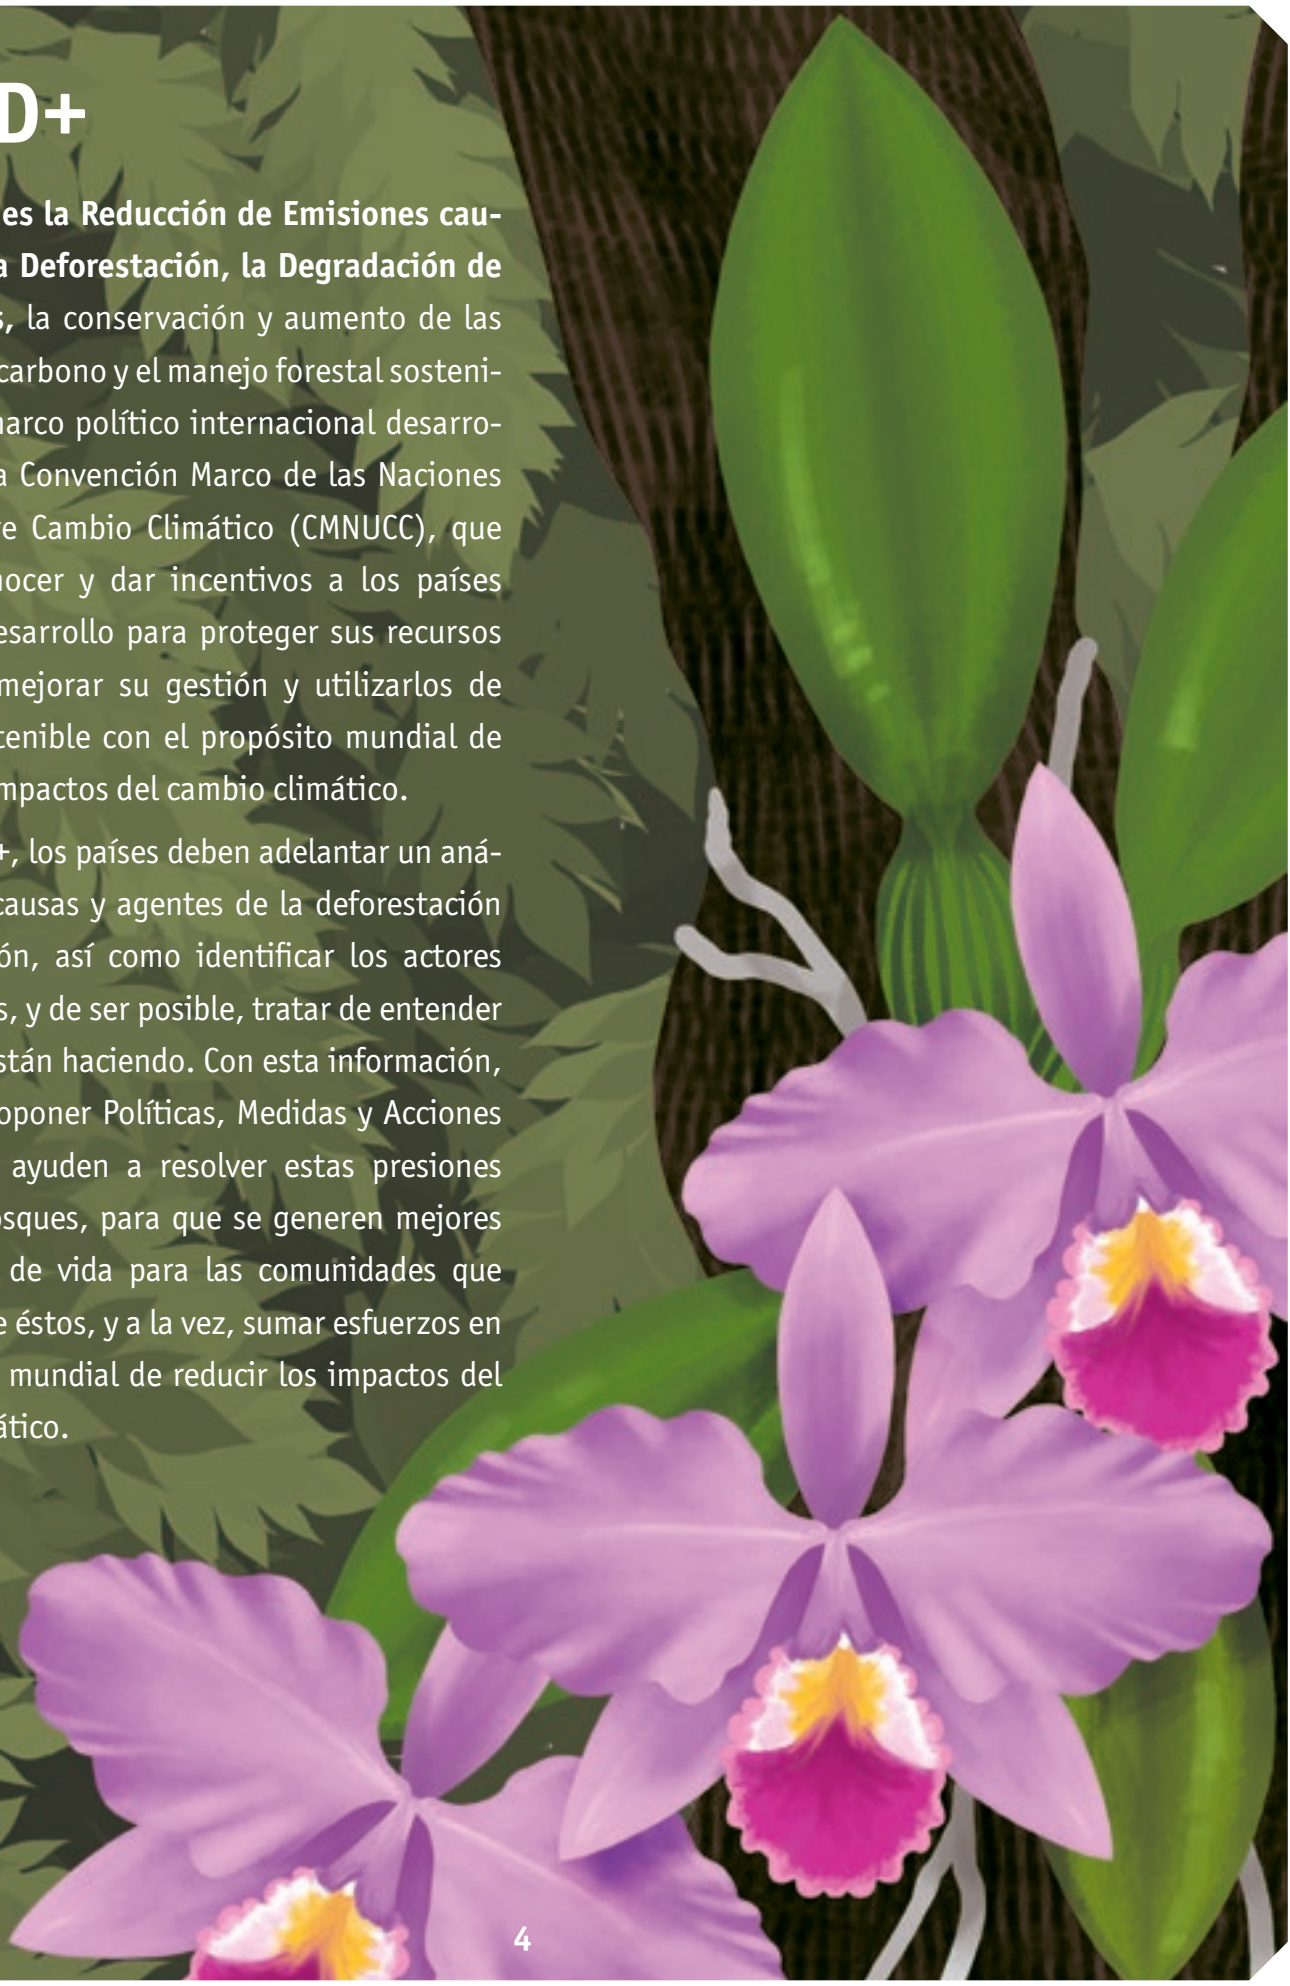 D+
es la Reducción de Emisiones cau-
a Deforestación, la Degradación de
s, la conservación y aumento de las
carbono y el manejo forestal sosteni-
arco político internacional desarro-
a Convención Marco de las Naciones
e Cambio Climático (CMNUCC), que
ocer y dar incentivos a los países
esarrollo para proteger sus recursos
mejorar su gestión y utilizarlos de
tenible con el propósito mundial de
mpactos del cambio climático.
+, los países deben adelantar un aná-
causas y agentes de la deforestación
ón, así como identificar los actores
s, y de ser posible, tratar de entender
stán haciendo. Con esta información,
oponer Políticas, Medidas y Acciones
ayuden a resolver estas presiones
osques, para que se generen mejores
de vida para las comunidades que
e éstos, y a la vez, sumar esfuerzos en
mundial de reducir los impactos del
ático.
4